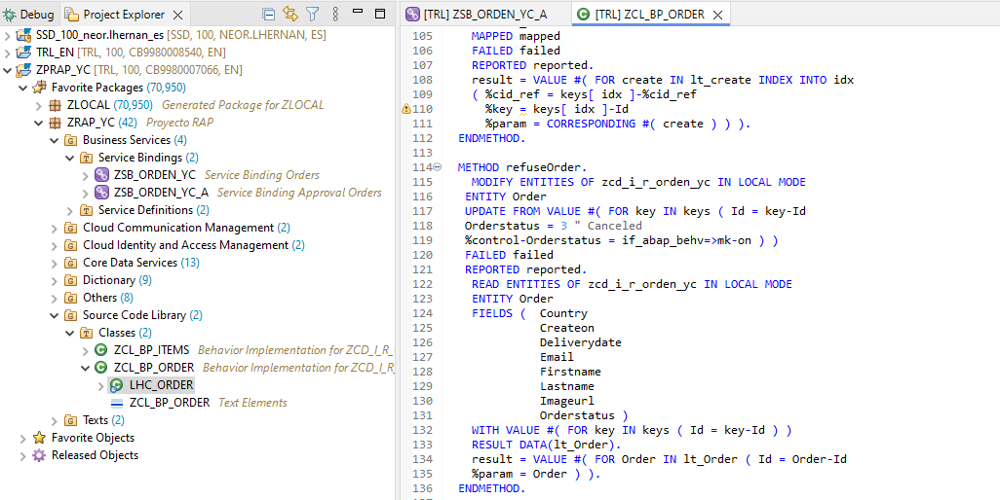 Debug
Project Explorer
SSD_100_neor.lhernan_es [SSD, 100, NEOR.LHERNAN, ES]
TRL_EN [TRL, 100, CB9980008540, EN]
ZPRAP_YC [TRL, 100, CB9980007066, EN]
Favorite Packages (70,950)
ZLOCAL (70,950) Generated Package for ZLOCAL
ZRAP_YC (42) Proyecto RAP
Business Services (4)
Service Bindings (2)
ZSB_ORDEN_YC Service Binding Orders
ZSB_ORDEN_YC_A Service Binding Approval Orders
Service Definitions (2)
Cloud Communication Management (2)
Cloud Identity and Access Management (2)
Core Data Services (13)
Dictionary (9)
Others (8)
Source Code Library (2)
Classes (2)
ZCL_BP_ITEMS Behavior Implementation for ZCD_I_R_
ZCL_BP_ORDER Behavior Implementation for ZCD_I_R_
LHC_ORDER
ZCL_BP_ORDER Text Elements
Texts (2)
Favorite Objects
Released Objects
[TRL] ZSB_ORDEN_YC_A
[TRL] ZCL_BP_ORDER
105 MAPPED mapped
106 FAILED failed
107 REPORTED reported.
108 result = VALUE #( FOR create IN lt_create INDEX INTO idx
109 ( %cid_ref = keys[ idx ]-%cid_ref
110 %key = keys[ idx ]-Id
111 %param = CORRESPONDING #( create ) ) ).
112 ENDMETHOD.
113
114 METHOD refuseOrder.
115 MODIFY ENTITIES OF zcd_i_r_orden_yc IN LOCAL MODE
116 ENTITY Order
117 UPDATE FROM VALUE #( FOR key IN keys ( Id = key-Id
118 Orderstatus = 3 " Canceled
119 %control-Orderstatus = if_abap_behv=>mk-on ) )
120 FAILED failed
121 REPORTED reported.
122 READ ENTITIES OF zcd_i_r_orden_yc IN LOCAL MODE
123 ENTITY Order
124 FIELDS ( Country
125 Createon
126 Deliverydate
127 Email
128 Firstname
129 Lastname
130 Imageurl
131 Orderstatus )
132 WITH VALUE #( FOR key IN keys ( Id = key-Id ) )
133 RESULT DATA(lt_Order).
134 result = VALUE #( FOR Order IN lt_Order ( Id = Order-Id
135 %param = Order ) ).
136 ENDMETHOD.